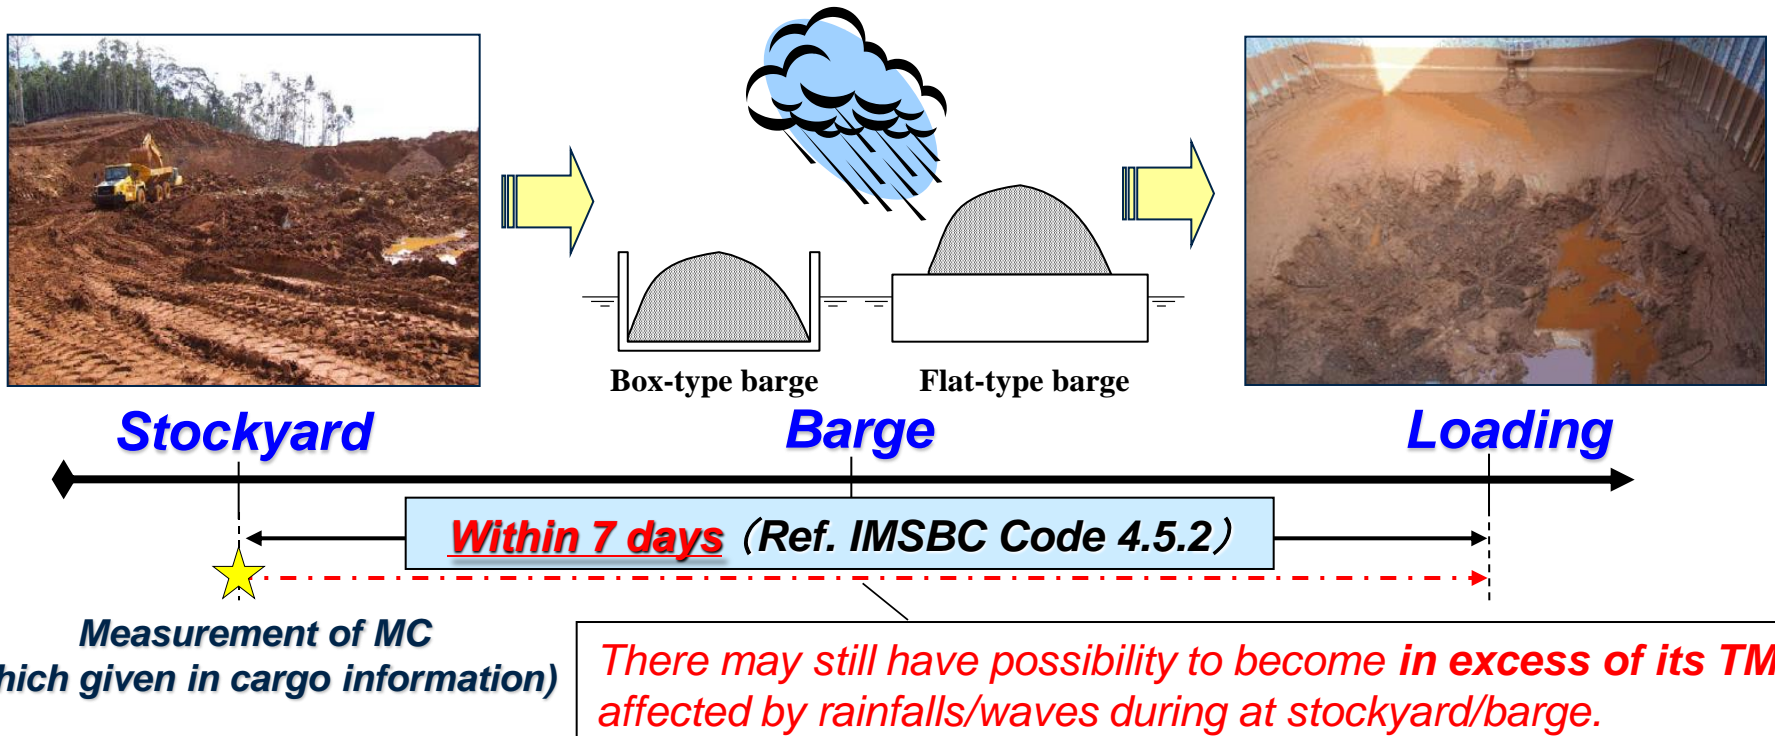 Box-type barge
Flat-type barge
Stockyard
Barge
Loading
Within 7 days（Ref. IMSBC Code 4.5.2）
Measurement of MC
given in cargo information)
There may still have possibility to become in excess of its
affected by rainfalls/waves during at stockyard/barge.